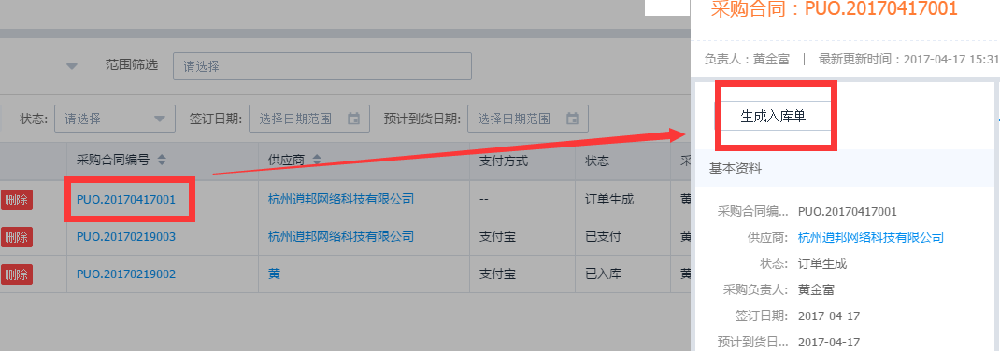 采购合同：PUO.20170417001
负责人：黄金富 | 最新更新时间：2017-04-17 15:31
范围筛选 请选择
状态: 请选择 签订日期: 选择日期范围 预计到货日期: 选择日期范围
采购合同编号 供应商 支付方式 状态 采
删除 PUO.20170417001 杭州逍邦网络科技有限公司 -- 订单生成 黄
删除 PUO.20170219003 杭州逍邦网络科技有限公司 支付宝 已支付 黄
删除 PUO.20170219002 黄 支付宝 已入库 黄
生成入库单
基本资料
采购合同编... PUO.20170417001
供应商: 杭州逍邦网络科技有限公司
状态: 订单生成
采购负责人: 黄金富
签订日期: 2017-04-17
预计到货日... 2017-04-17